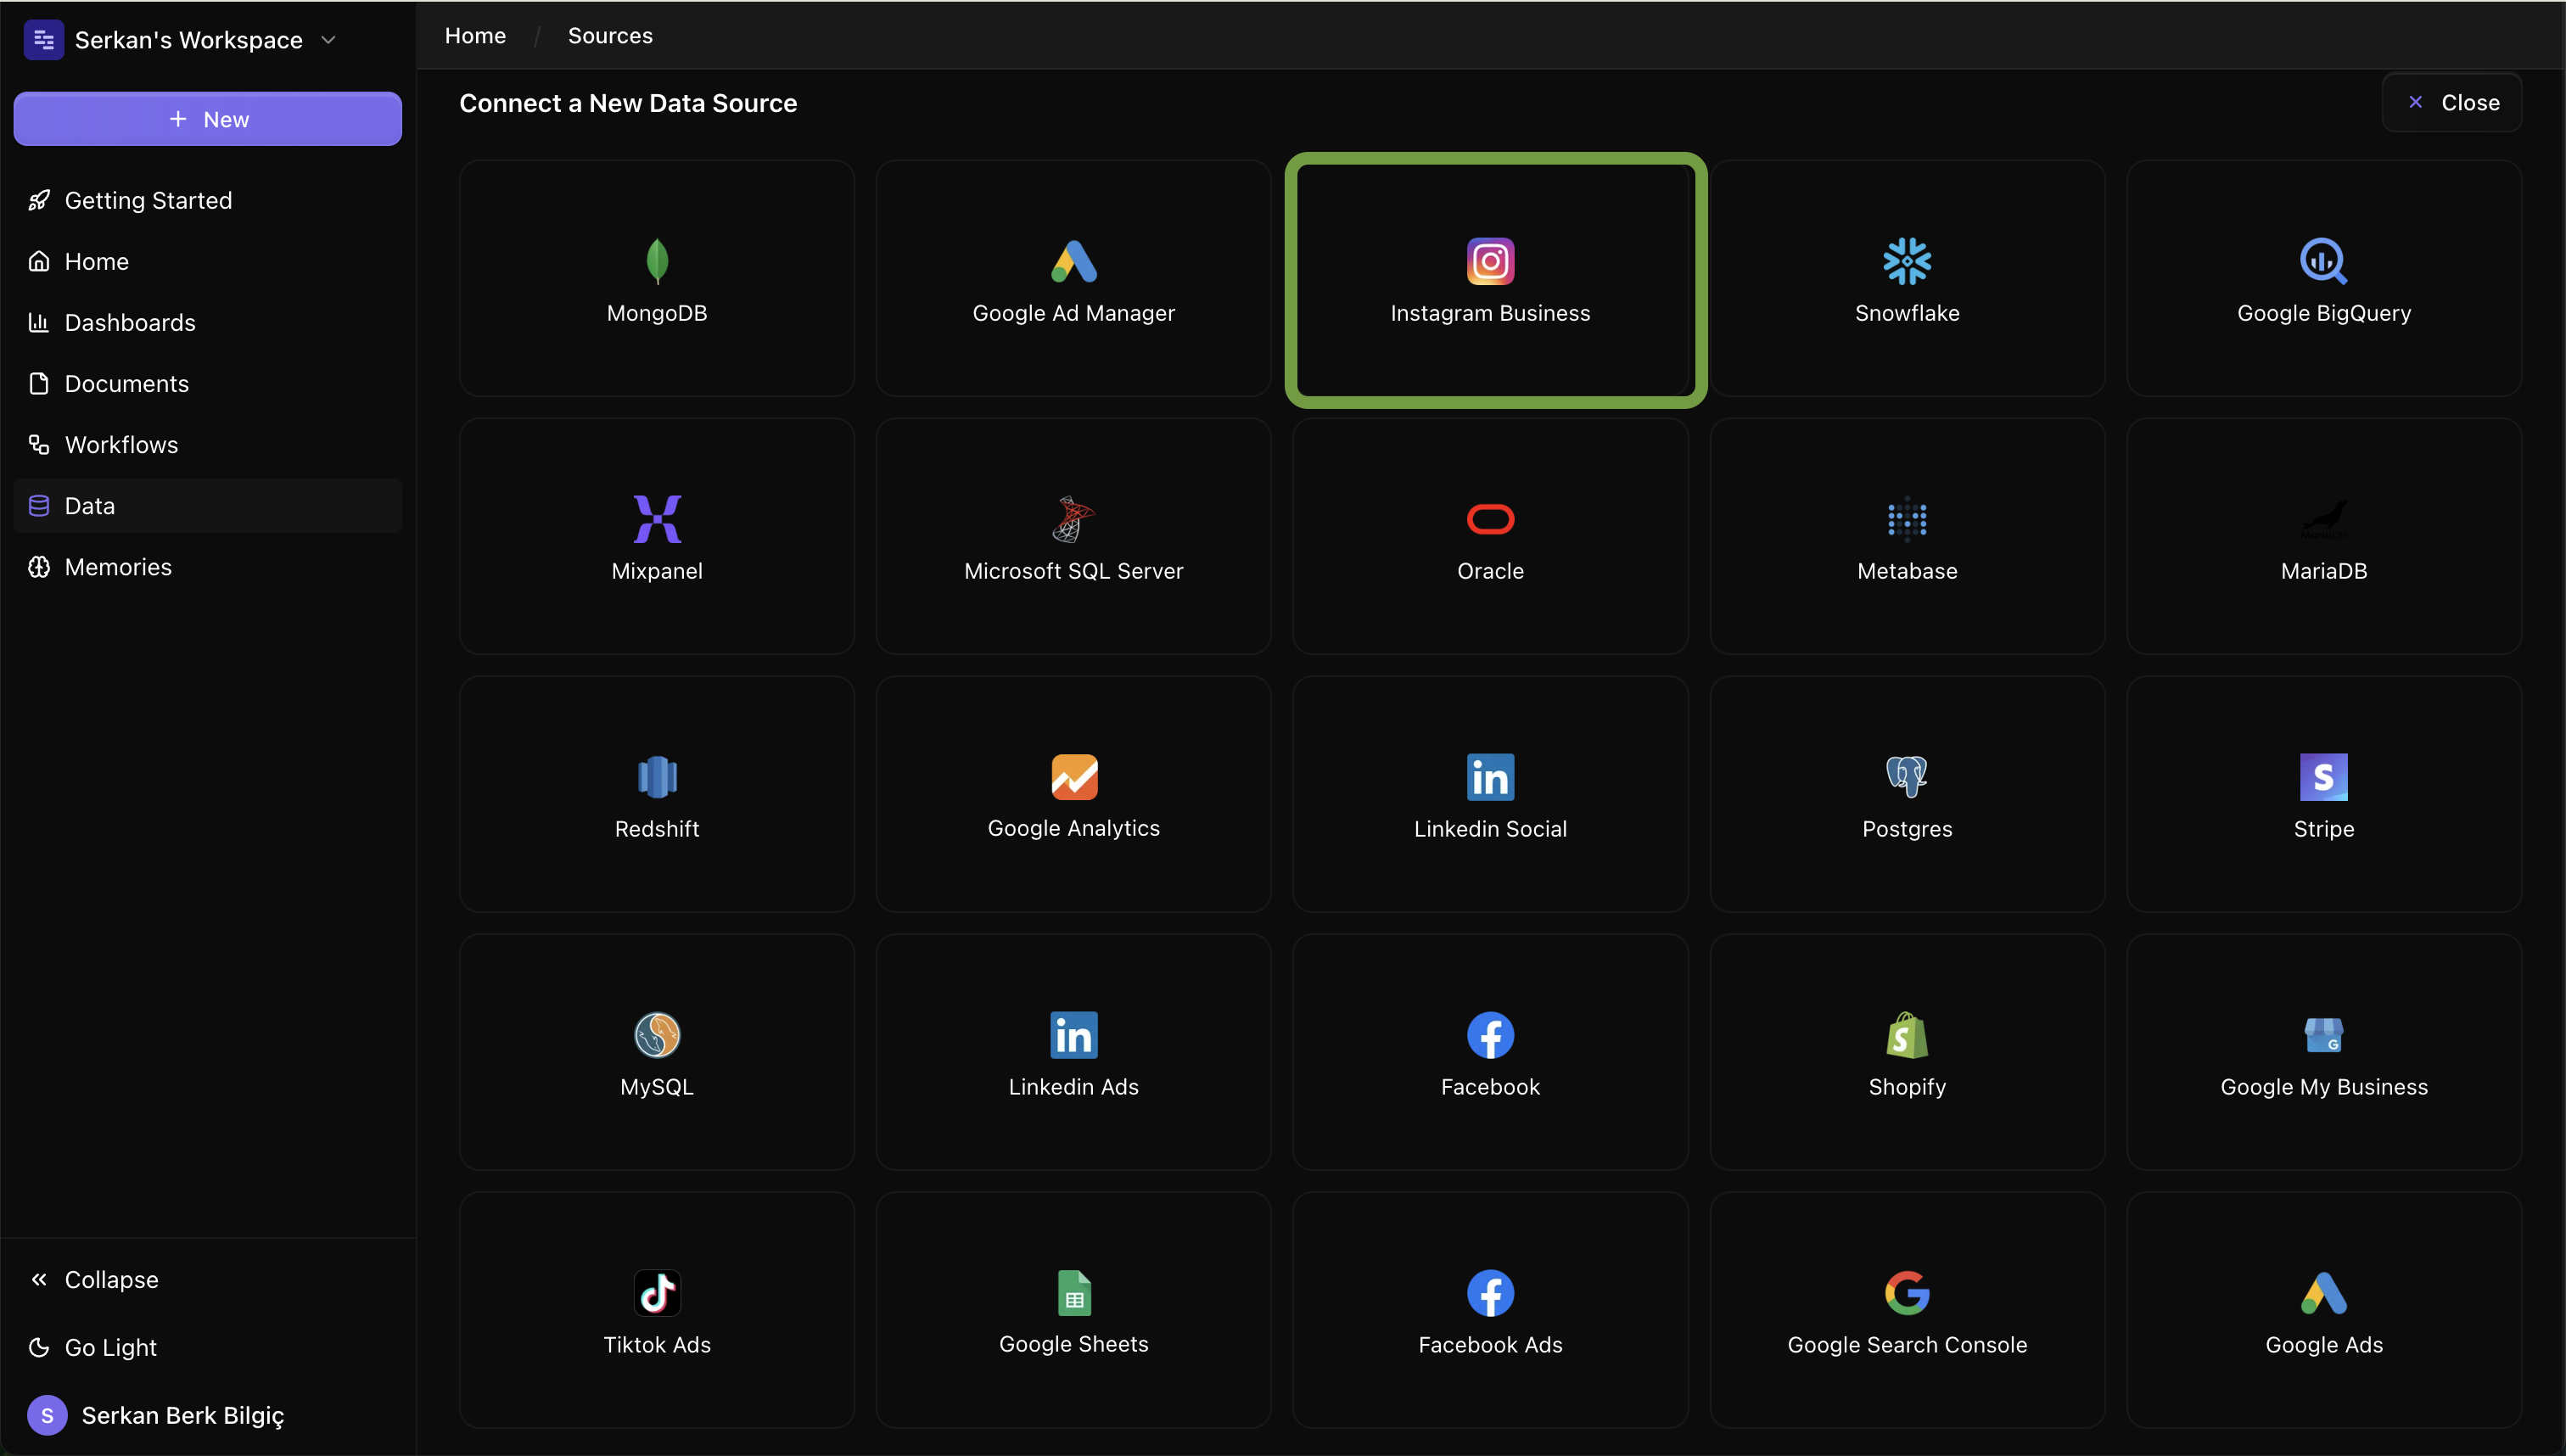 Serkan's Workspace
New
Getting Started
Home
Dashboards
Documents
Workflows
Data
Memories
Collapse
Go Light
S
Serkan Berk Bilgiç
Home / Sources
Connect a New Data Source
Close
MongoDB
Google Ad Manager
Instagram Business
Snowflake
Google BigQuery
Mixpanel
Microsoft SQL Server
Oracle
Metabase
MariaDB
Redshift
Google Analytics
in
Linkedin Social
Postgres
S
Stripe
MySQL
in
Linkedin Ads
Facebook
Shopify
Google My Business
Tiktok Ads
Google Sheets
Facebook Ads
Google Search Console
Google Ads